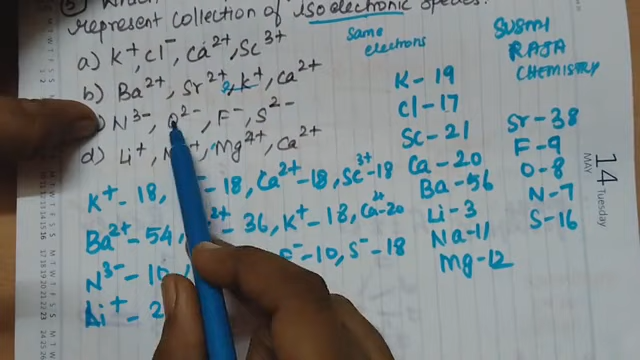 5) Which
represent collection of isoelectronic species?
a) K⁺, Cl⁻, Ca²⁺, Sc³⁺
b) Ba²⁺, Sr²⁺, K⁺, Ca²⁺
N³⁻, O²⁻, F⁻, S²⁻
d) Li⁺, Mg²⁺, Ca²⁺
same
electrons
SUSMI
RAJA
CHEMISTRY
K - 19
Cl - 17
Sc - 21
Ca - 20
Ba - 56
Li - 3
Na - 11
Mg - 12
Sr - 38
F - 9
O - 8
N - 7
S - 16
K⁺ - 18, - 18, Ca²⁺ - 18, Sc³⁺ - 18
Ba²⁺ - 54, - 36, K⁺ - 18, Ca²⁺ - 20
N³⁻ - 10, F⁻ - 10, S⁻ - 18
Li⁺ - 2
14
Tuesday
MAY